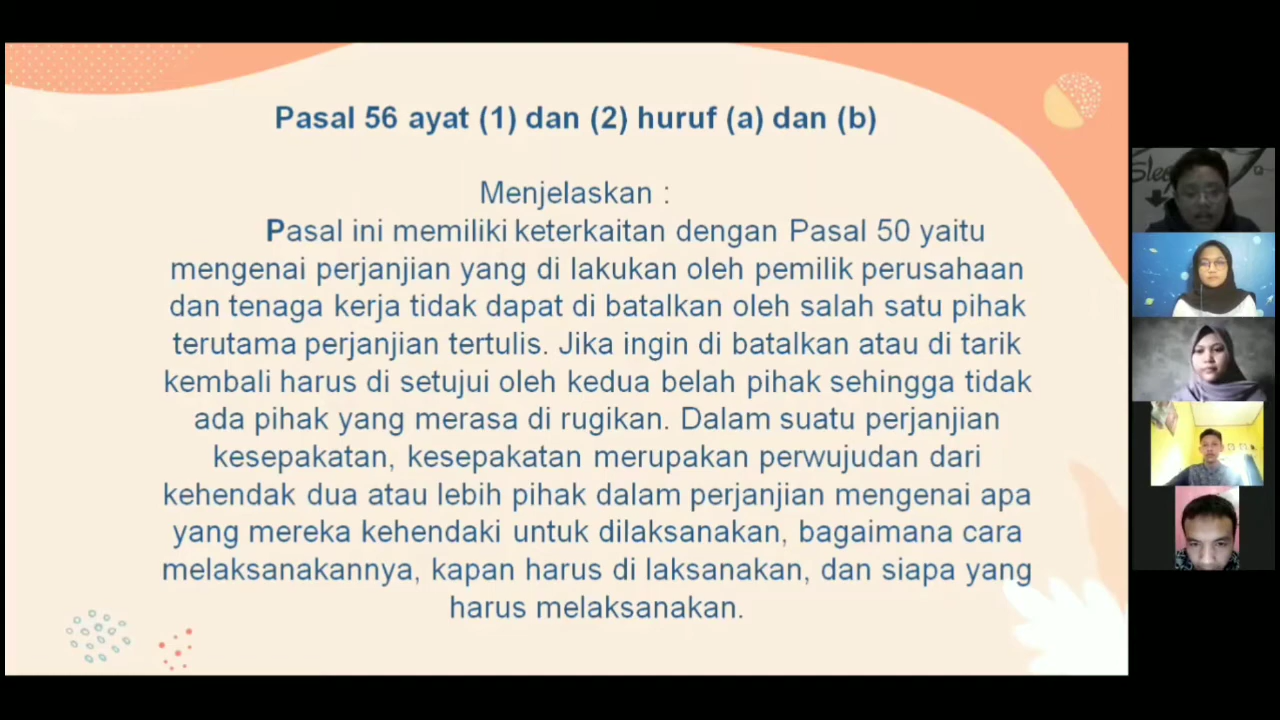 Pasal 56 ayat (1) dan (2) huruf (a) dan (b)
Menjelaskan :
Pasal ini memiliki keterkaitan dengan Pasal 50 yaitu
mengenai perjanjian yang di lakukan oleh pemilik perusahaan
dan tenaga kerja tidak dapat di batalkan oleh salah satu pihak
terutama perjanjian tertulis. Jika ingin di batalkan atau di tarik
kembali harus di setujui oleh kedua belah pihak sehingga tidak
ada pihak yang merasa di rugikan. Dalam suatu perjanjian
kesepakatan, kesepakatan merupakan perwujudan dari
kehendak dua atau lebih pihak dalam perjanjian mengenai apa
yang mereka kehendaki untuk dilaksanakan, bagaimana cara
melaksanakannya, kapan harus di laksanakan, dan siapa yang
harus melaksanakan.